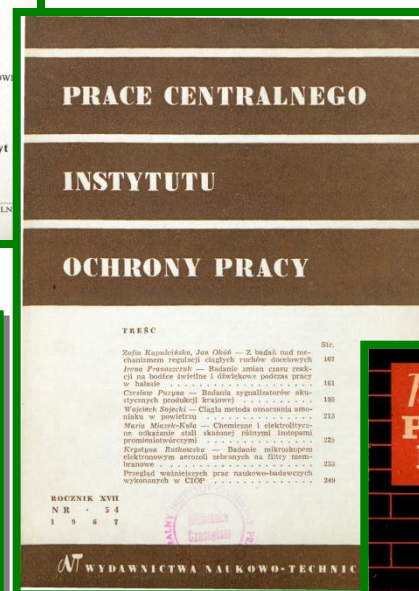 PRACE CENTRALNEGO
INSTYTUTU
OCHRONY PRACY
TREŚĆ
Str.
Zofia Kapuścińska, Jan Okóń — Z badań nad me-
chanizmem regulacji ciągłych ruchów docelowych 167
Irena Franaszczuk — Badanie zmian czasu reak-
cji na bodźce świetlne i dźwiękowe podczas pracy
w hałasie 181
Czesław Puzyna — Badania sygnalizatorów aku-
stycznych produkcji krajowej 193
Wojciech Sojecki — Ciągła metoda oznaczania amo-
niaku w powietrzu 213
Maria Miazek-Kula — Chemiczne i elektrolitycz-
ne odkażanie stali skażonej różnymi izotopami
promieniotwórczymi 225
Krystyna Rutkowska — Badanie mikroskopem
elektronowym aerozoli zebranych na filtry mem-
branowe 233
Przegląd ważniejszych prac naukowo-badawczych
wykonanych w CIOP 249
ROCZNIK XVII
NR · 54
1967
WYDAWNICTWA NAUKOWO-TECHNIC